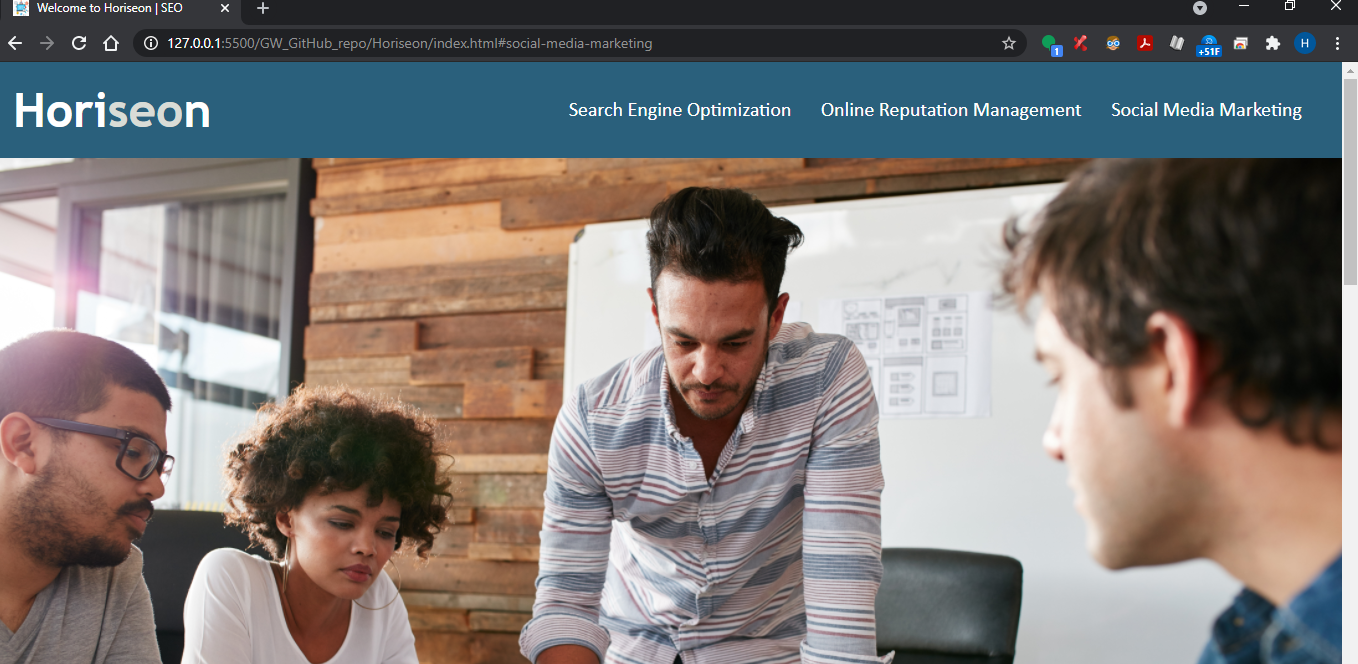 Welcome to Horiseon | SEO
127.0.0.1:5500/GW_GitHub_repo/Horiseon/index.html#social-media-marketing
1
+51F
H
Horiseon
Search Engine Optimization
Online Reputation Management
Social Media Marketing